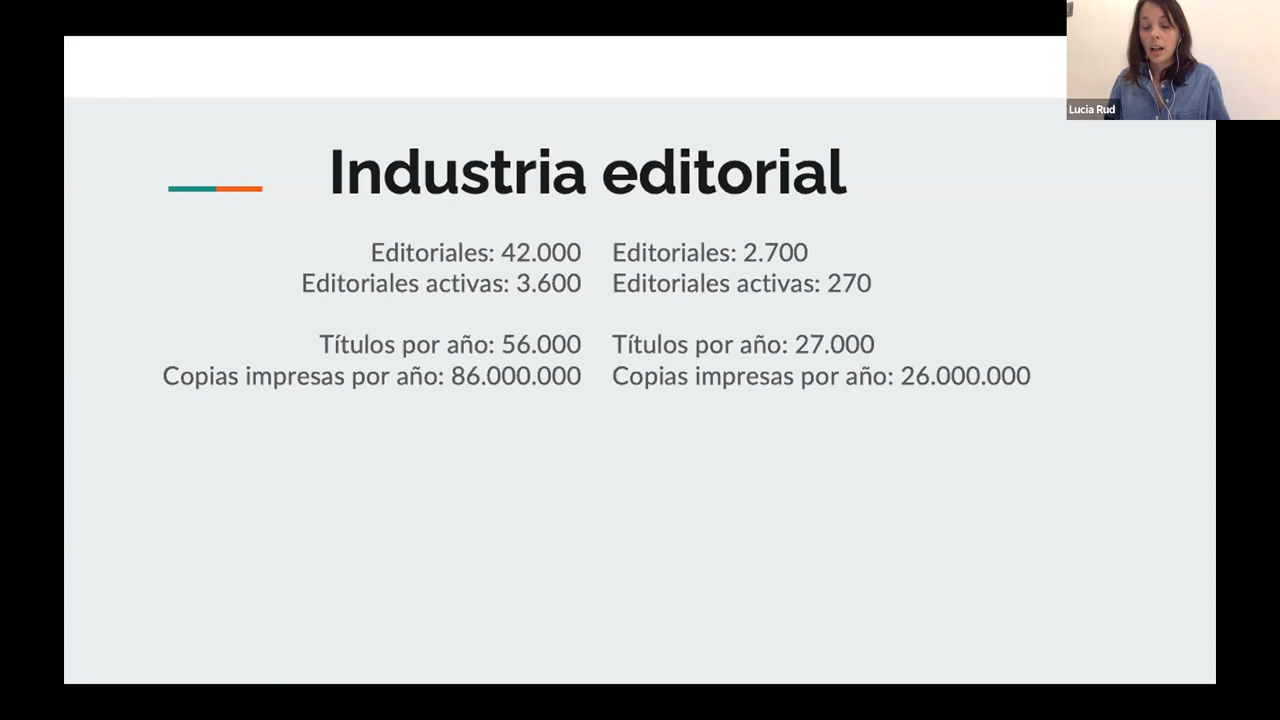 Lucia Rud
Industria editorial
Editoriales: 42.000
Editoriales activas: 3.600
Títulos por año: 56.000
Copias impresas por año: 86.000.000
Editoriales: 2.700
Editoriales activas: 270
Títulos por año: 27.000
Copias impresas por año: 26.000.000